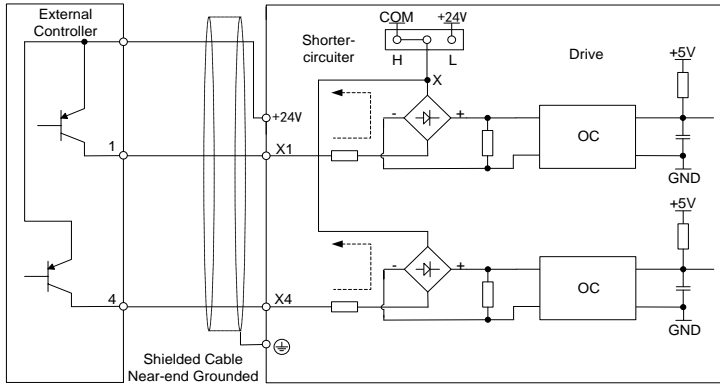 External
Controller
COM
+24V
Shorter-
circuiter
H
L
Drive
+5V
X
+24V
-
+
OC
1
X1
GND
+5V
-
+
OC
4
X4
GND
Shielded Cable
Near-end Grounded